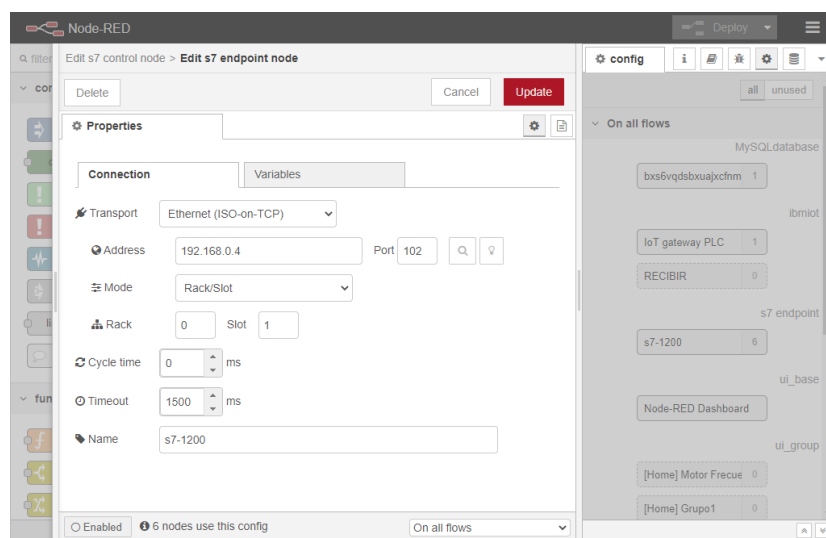 Node-RED
Deploy
filter
Edit s7 control node > Edit s7 endpoint node
config
i
Delete
Cancel
Update
all
unused
Properties
On all flows
MySQLdatabase
Connection
Variables
bxs6vqdsbxuajxcfnm 1
Transport
Ethernet (ISO-on-TCP)
ibmiot
Address
192.168.0.4
Port
102
IoT gateway PLC 1
Mode
Rack/Slot
RECIBIR 0
Rack
0
Slot
1
s7 endpoint
s7-1200 6
Cycle time
0
ms
ui_base
Timeout
1500
ms
Node-RED Dashboard
Name
s7-1200
ui_group
[Home] Motor Frecue 0
[Home] Grupo1 0
Enabled
6 nodes use this config
On all flows